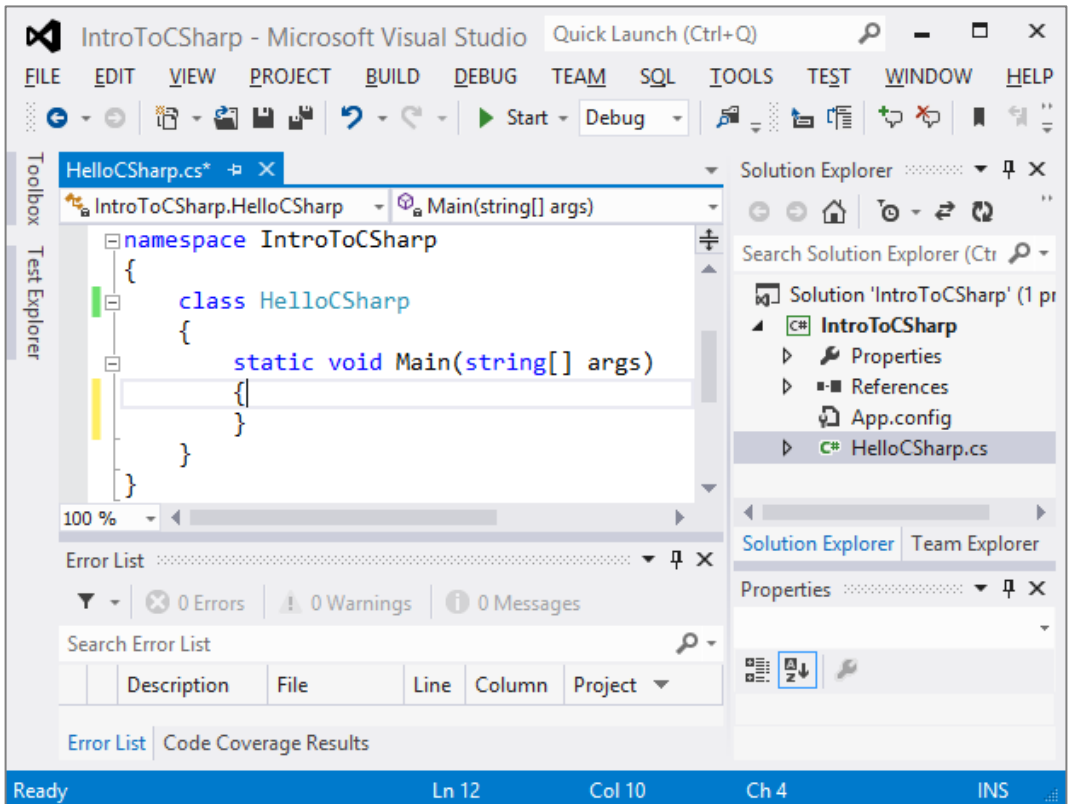 IntroToCSharp - Microsoft Visual Studio Quick Launch (Ctrl+Q)
FILE EDIT VIEW PROJECT BUILD DEBUG TEAM SQL TOOLS TEST WINDOW HELP
Start Debug
Toolbox
Test Explorer
HelloCSharp.cs*
IntroToCSharp.HelloCSharp Main(string[] args)
namespace IntroToCSharp
{
class HelloCSharp
{
static void Main(string[] args)
{
}
}
}
100 %
Error List
0 Errors 0 Warnings 0 Messages
Search Error List
Description File Line Column Project
Error List Code Coverage Results
Solution Explorer
Search Solution Explorer (Ctr
Solution 'IntroToCSharp' (1 pr
C# IntroToCSharp
Properties
References
App.config
C# HelloCSharp.cs
Solution Explorer Team Explorer
Properties
Ready Ln 12 Col 10 Ch 4 INS